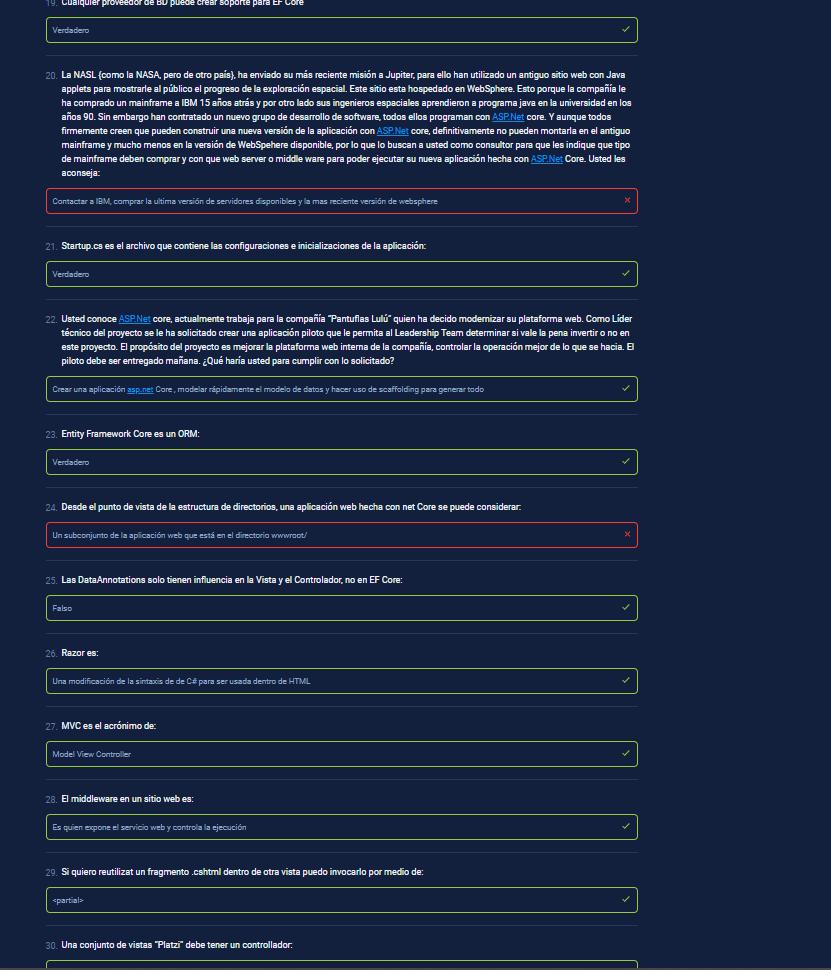 19. Cualquier proveedor de BD puede crear soporte para EF Core
Verdadero
20. La NASL {como la NASA, pero de otro país}, ha enviado su más reciente misión a Jupiter, para ello han utilizado un antiguo sitio web con Java
applets para mostrarle al público el progreso de la exploración espacial. Este sitio esta hospedado en WebSphere. Esto porque la compañía le
ha comprado un mainframe a IBM 15 años atrás y por otro lado sus ingenieros espaciales aprendieron a programa java en la universidad en los
años 90. Sin embargo han contratado un nuevo grupo de desarrollo de software, todos ellos programan con ASP.Net core. Y aunque todos
firmemente creen que pueden construir una nueva versión de la aplicación con ASP.Net core, definitivamente no pueden montarla en el antiguo
mainframe y mucho menos en la versión de WebSpehere disponible, por lo que lo buscan a usted como consultor para que les indique que tipo
de mainframe deben comprar y con que web server o middle ware para poder ejecutar su nueva aplicación hecha con ASP.Net Core. Usted les
aconseja:
Contactar a IBM, comprar la ultima versión de servidores disponibles y la mas reciente versión de websphere
21. Startup.cs es el archivo que contiene las configuraciones e inicializaciones de la aplicación:
Verdadero
22. Usted conoce ASP.Net core, actualmente trabaja para la compañía "Pantuflas Lulú" quien ha decido modernizar su plataforma web. Como Líder
técnico del proyecto se le ha solicitado crear una aplicación piloto que le permita al Leadership Team determinar si vale la pena invertir o no en
este proyecto. El propósito del proyecto es mejorar la plataforma web interna de la compañía, controlar la operación mejor de lo que se hacia. El
piloto debe ser entregado mañana. ¿Qué haría usted para cumplir con lo solicitado?
Crear una aplicación asp.net Core , modelar rápidamente el modelo de datos y hacer uso de scaffolding para generar todo
23. Entity Framework Core es un ORM:
Verdadero
24. Desde el punto de vista de la estructura de directorios, una aplicación web hecha con net Core se puede considerar:
Un subconjunto de la aplicación web que está en el directorio wwwroot/
25. Las DataAnnotations solo tienen influencia en la Vista y el Controlador, no en EF Core:
Falso
26. Razor es:
Una modificación de la sintaxis de de C# para ser usada dentro de HTML
27. MVC es el acrónimo de:
Model View Controller
28. El middleware en un sitio web es:
Es quien expone el servicio web y controla la ejecución
29. Si quiero reutilizat un fragmento .cshtml dentro de otra vista puedo invocarlo por medio de:
<partial>
30. Una conjunto de vistas "Platzi" debe tener un controllador: